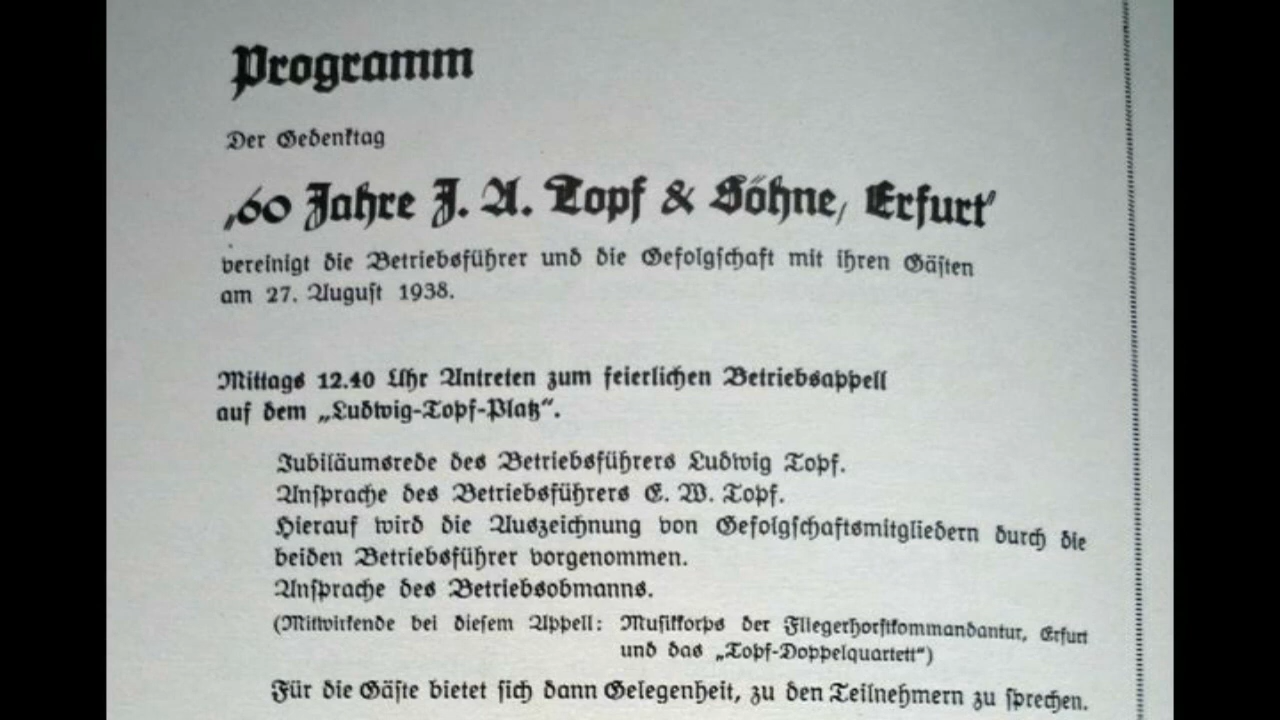 Programm
Der Gedenktag
„60 Jahre J. A. Topf & Söhne, Erfurt“
vereinigt die Betriebsführer und die Gefolgschaft mit ihren Gästen
am 27. August 1938.
Mittags 12.40 Uhr Antreten zum feierlichen Betriebsappell
auf dem „Ludwig-Topf-Platz“.
Jubiläumsrede des Betriebsführers Ludwig Topf.
Ansprache des Betriebsführers E. W. Topf.
Hierauf wird die Auszeichnung von Gefolgschaftsmitgliedern durch die
beiden Betriebsführer vorgenommen.
Ansprache des Betriebsobmanns.
(Mitwirkende bei diesem Appell: Musikkorps der Fliegerhorstkommandantur, Erfurt
und das „Topf-Doppelquartett“)
Für die Gäste bietet sich dann Gelegenheit, zu den Teilnehmern zu sprechen.